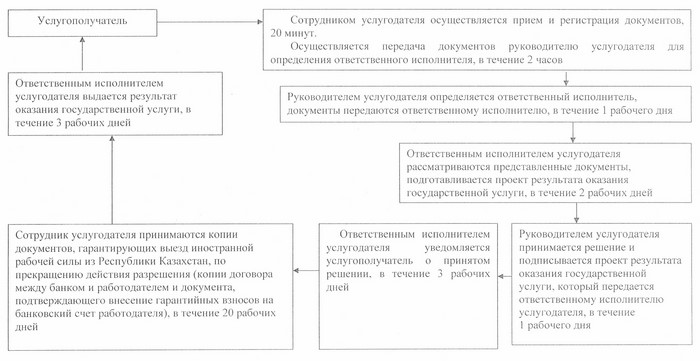 Услугополучатель
Сотрудником услугодателя осуществляется прием и регистрация документов,
20 минут.
Осуществляется передача документов руководителю услугодателя для
определения ответственного исполнителя, в течение 2 часов
Руководителем услугодателя определяется ответственный исполнитель,
документы передаются ответственному исполнителю, в течение 1 рабочего дня
Ответственным исполнителем услугодателя
рассматриваются представленные документы,
подготавливается проект результата оказания
государственной услуги, в течение 2 рабочих дней
Руководителем услугодателя
принимается решение и
подписывается проект результата
оказания государственной
услуги, который передается
ответственному исполнителю
услугодателя, в течение
1 рабочего дня
Ответственным исполнителем
услугодателя уведомляется
услугополучатель о принятом
решении, в течение 3 рабочих
дней
Сотрудник услугодателя принимаются копии
документов, гарантирующих выезд иностранной
рабочей силы из Республики Казахстан, по
прекращению действия разрешения (копии договора
между банком и работодателем и документа,
подтверждающего внесение гарантийных взносов на
банковский счет работодателя), в течение 20 рабочих
дней
Ответственным исполнителем
услугодателя выдается результат
оказания государственной услуги, в
течение 3 рабочих дней